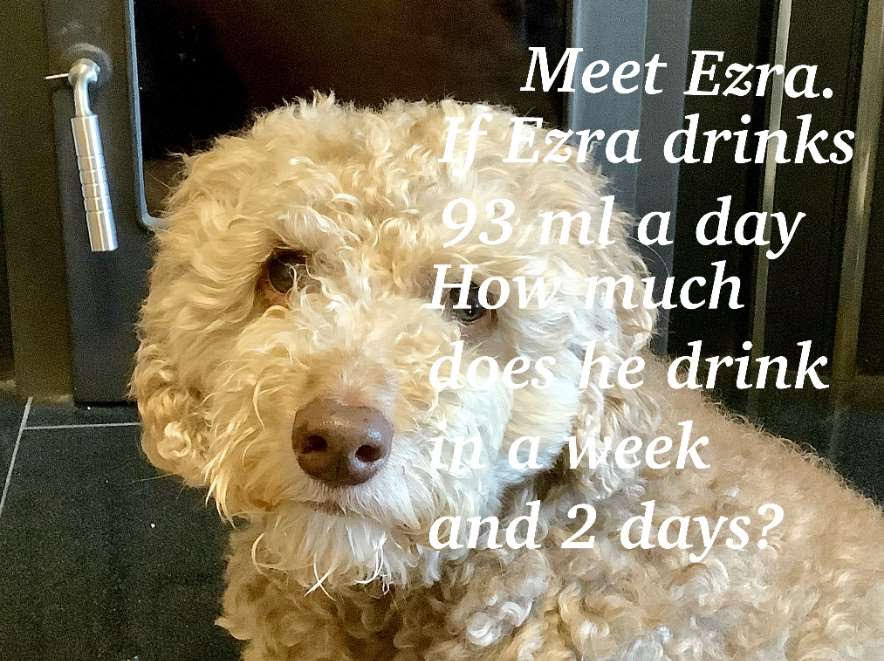 Meet Ezra.
If Ezra drinks
93 ml a day
How much
does he drink
in a week
and 2 days?